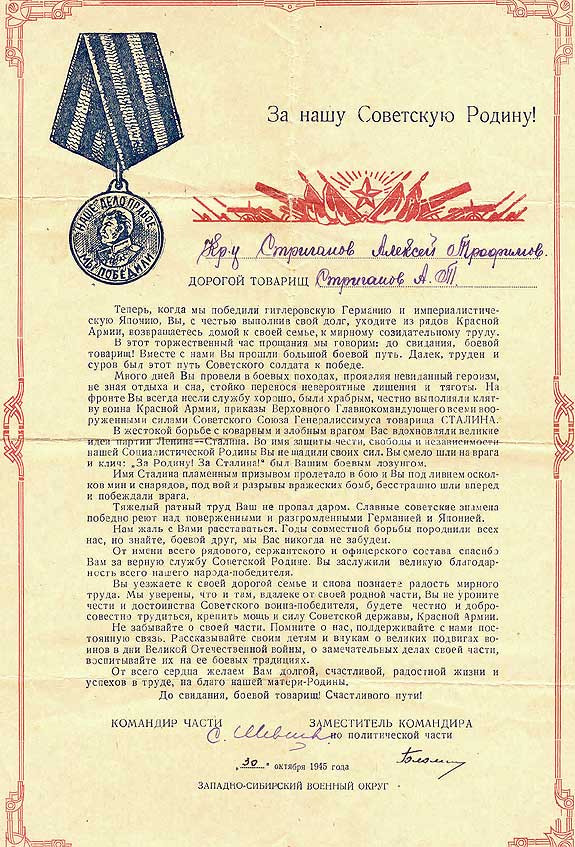 За нашу Советскую Родину!
НАШЕ ДЕЛО ПРАВОЕ
МЫ ПОБЕДИЛИ
Кр-у Стриганов Алексей Трофимов.
ДОРОГОЙ ТОВАРИЩ Стриганов А. Т
Теперь, когда мы победили гитлеровскую Германию и империалистиче-
скую Японию, Вы, с честью выполнив свой долг, уходите из рядов Красной
Армии, возвращаетесь домой к своей семье, к мирному созидательному труду.
В этот торжественный час прощания мы говорим: до свидания, боевой
товарищ! Вместе с нами Вы прошли большой боевой путь. Далек, труден и
суров был этот путь Советского солдата к победе.
Много дней Вы провели в боевых походах, проявляя невиданный героизм,
не зная отдыха и сна, стойко перенося невероятные лишения и тяготы. На
фронте Вы всегда несли службу хорошо, были храбрым, честно выполняли клят-
ву воина Красной Армии, приказы Верховного Главнокомандующего всеми воо-
руженными силами Советского Союза Генералиссимуса товарища СТАЛИНА.
В жестокой борьбе с коварным и злобным врагом Вас вдохновляли великие
идеи партии Ленина—Сталина. Во имя защиты чести, свободы и независимости
нашей Социалистической Родины Вы не щадили своих сил. Вы смело шли на врага
и клич: „За Родину! За Сталина!“ был Вашим боевым лозунгом.
Имя Сталина пламенным призывом пролетало в бою и Вы под ливнем оскол-
ков мин и снарядов, под вой и разрывы вражеских бомб, бесстрашно шли вперед
и побеждали врага.
Тяжелый ратный труд Ваш не пропал даром. Славные советские знамена
победно реют над поверженными и разгромленными Германией и Японией.
Нам жаль с Вами расставаться. Годы совместной борьбы породнили всех
нас, но знайте, боевой друг, мы Вас никогда не забудем.
От имени всего рядового, сержантского и офицерского состава спасибо
Вам за верную службу Советской Родине. Вы заслужили великую благодар-
ность всего нашего народа-победителя.
Вы уезжаете к своей дорогой семье и снова познаете радость мирного
труда. Мы уверены, что и там, вдалеке от своей родной части, Вы не уроните
чести и достоинства Советского воина-победителя, будете честно и добро-
совестно трудиться, крепить мощь и силу Советской державы, Красной Армии.
Не забывайте о своей части. Помните о нас, поддерживайте с нами по-
стоянную связь. Рассказывайте своим детям и внукам о великих подвигах вои-
нов в дни Великой Отечественной войны, о замечательных делах своей части,
воспитывайте их на ее боевых традициях.
От всего сердца желаем Вам долгой, счастливой, радостной жизни и
успехов в труде, на благо нашей матери-Родины.
До свидания, боевой товарищ! Счастливого пути!
КОМАНДИР ЧАСТИ ЗАМЕСТИТЕЛЬ КОМАНДИРА
по политической части
„30“ октября 1945 года
ЗАПАДНО-СИБИРСКИЙ ВОЕННЫЙ ОКРУГ